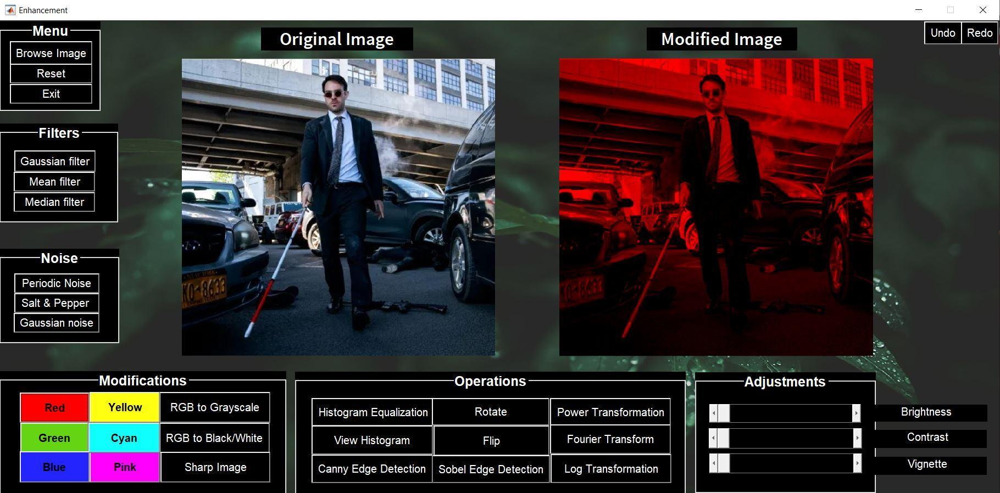 Enhancement
Menu
Browse Image
Reset
Exit
Original Image
Modified Image
Undo
Redo
Filters
Gaussian filter
Mean filter
Median filter
Noise
Periodic Noise
Salt & Pepper
Gaussian noise
NEW YORK
KO-8633
KO-8633
Modifications
Red
Yellow
RGB to Grayscale
Green
Cyan
RGB to Black/White
Blue
Pink
Sharp Image
Operations
Histogram Equalization
Rotate
Power Transformation
View Histogram
Flip
Fourier Transform
Canny Edge Detection
Sobel Edge Detection
Log Transformation
Adjustments
Brightness
Contrast
Vignette